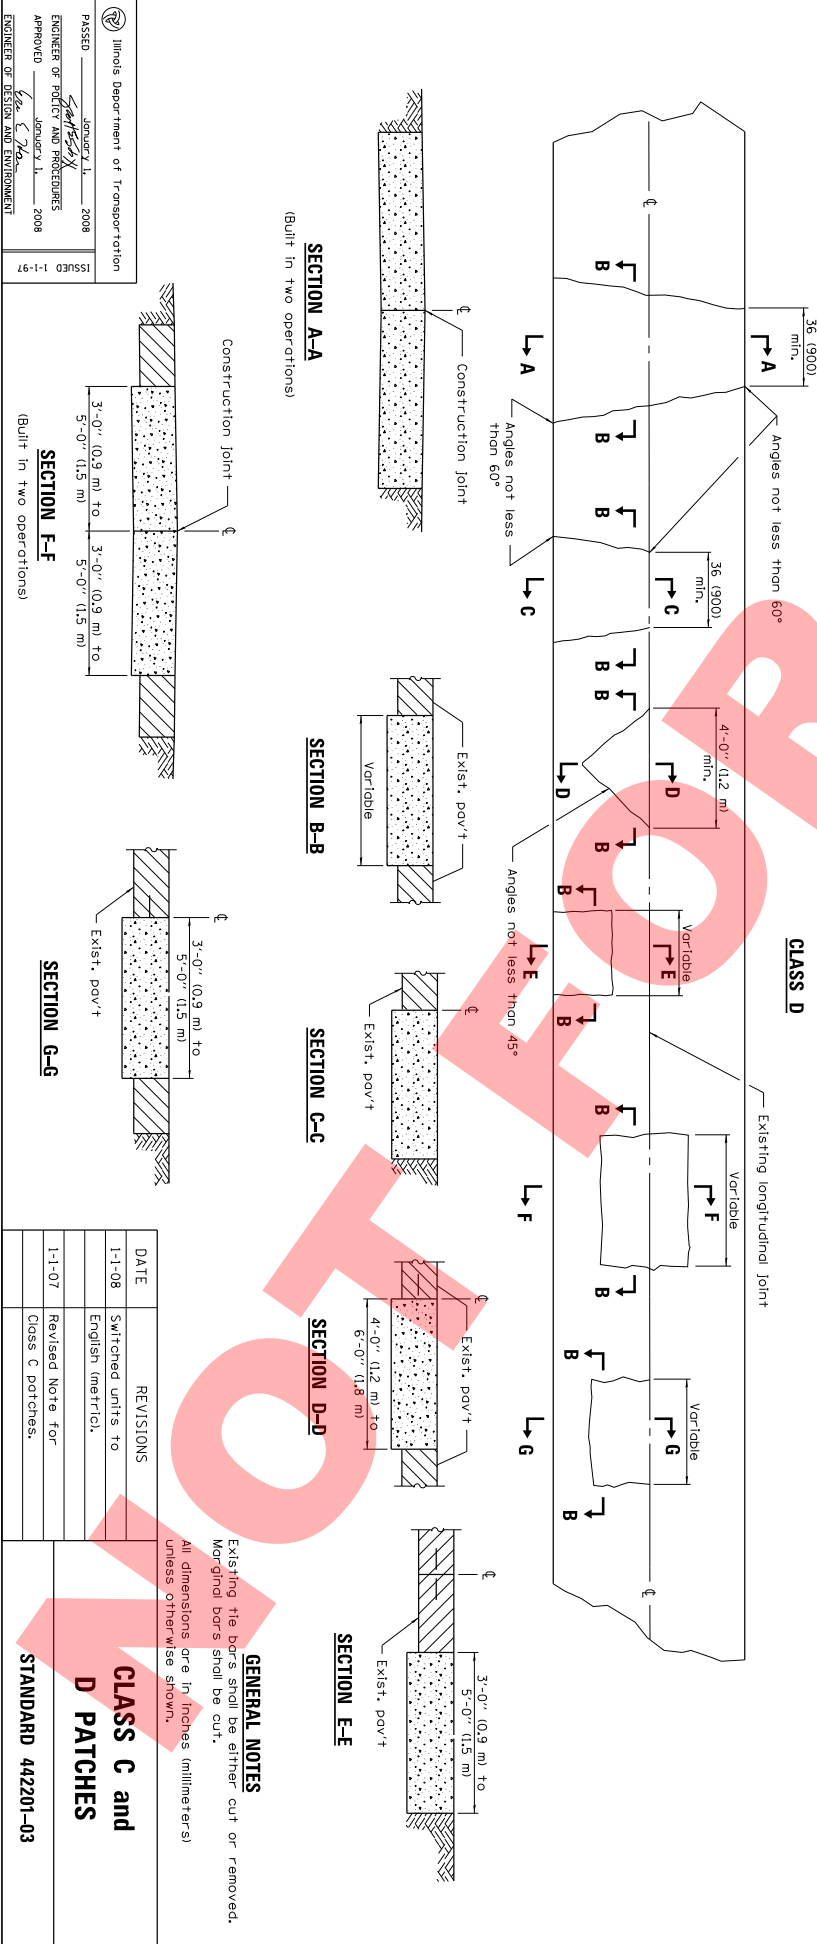 CLASS D
36 (900)
min.
A
A
Angles not less than 60°
Angles not less
than 60°
36 (900)
min.
C
C
4'-0" (1.2 m)
min.
D
D
Angles not less than 45°
Variable
E
E
Existing longitudinal joint
Variable
F
F
Variable
G
G
B
B
B
B
B
B
B
B
B
B
B
B
℄
℄
℄
Construction joint
SECTION A–A
(Built in two operations)
Exist. pav't
Variable
SECTION B–B
℄
Exist. pav't
SECTION C–C
℄
Exist. pav't
4'-0" (1.2 m) to
6'-0" (1.8 m)
SECTION D–D
℄
3'-0" (0.9 m) to
5'-0" (1.5 m)
Exist. pav't
SECTION E–E
Construction joint
℄
3'-0" (0.9 m) to
5'-0" (1.5 m)
3'-0" (0.9 m) to
5'-0" (1.5 m)
SECTION F–F
(Built in two operations)
℄
3'-0" (0.9 m) to
5'-0" (1.5 m)
Exist. pav't
SECTION G–G
GENERAL NOTES
Existing tie bars shall be either cut or removed.
Marginal bars shall be cut.
All dimensions are in inches (millimeters)
unless otherwise shown.
Illinois Department of Transportation
PASSED January 1, 2008
ENGINEER OF POLICY AND PROCEDURES
APPROVED January 1, 2008
ENGINEER OF DESIGN AND ENVIRONMENT
ISSUED 1-1-97
DATE REVISIONS
1-1-08 Switched units to
English (metric).
1-1-07 Revised Note for
Class C patches.
CLASS C and
D PATCHES
STANDARD 442201–03
NOT FOR